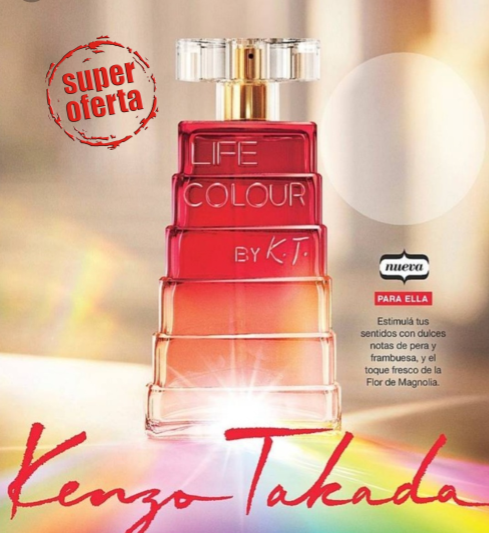 super
oferta
LIFE
COLOUR
BY K.T.
nueva
PARA ELLA
Estimulá tus
sentidos con dulces
notas de pera y
frambuesa, y el
toque fresco de la
Flor de Magnolia.
Kenzo Takada